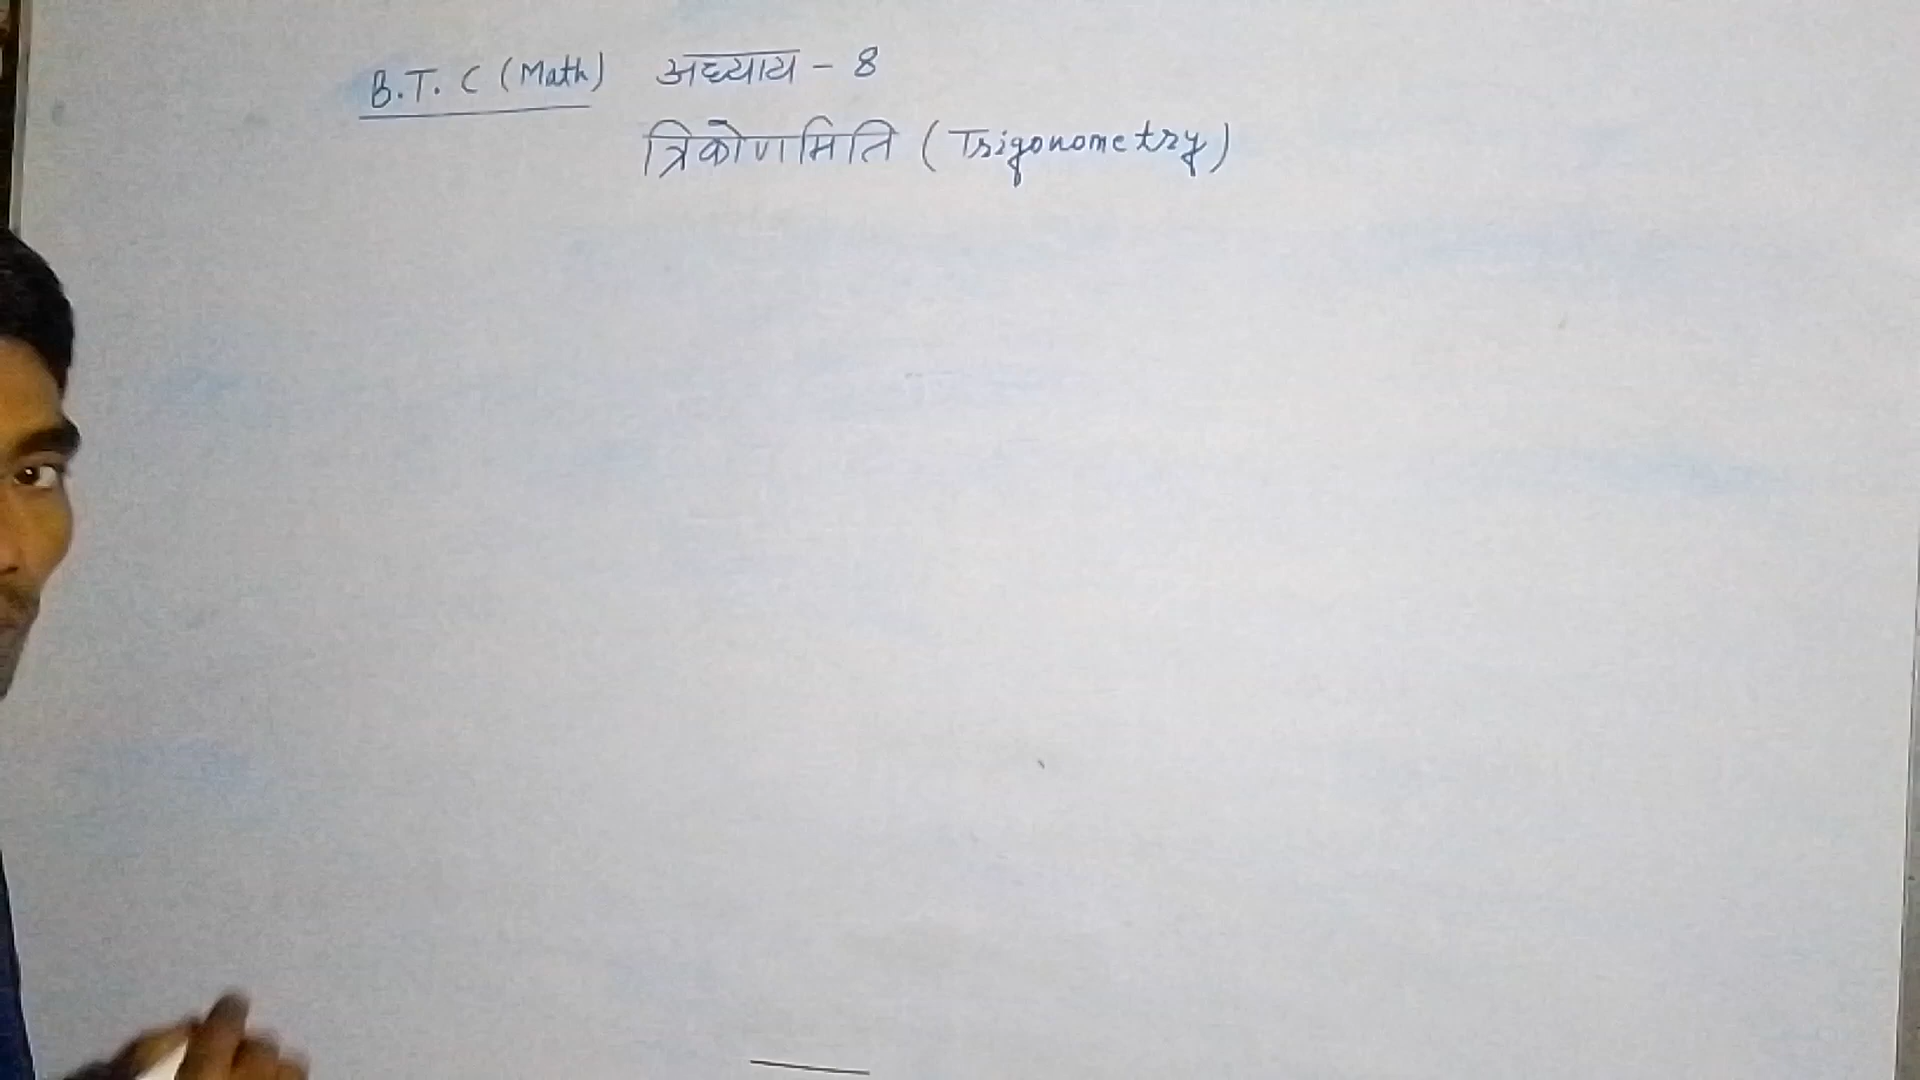 B.T. C (Math) अध्याय - 8
त्रिकोणमिति (Trigonometry)